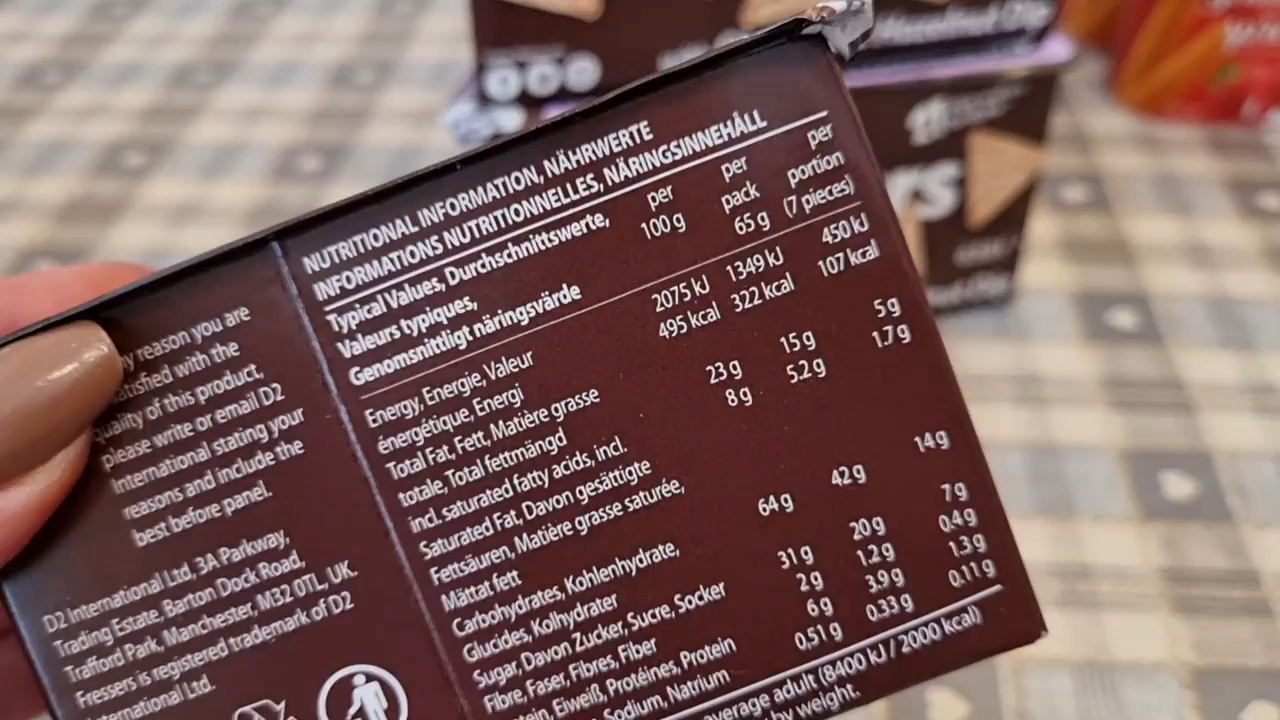 Hazelnut Dip
rs
NUTRITIONAL INFORMATION, NÄHRWERTE
INFORMATIONS NUTRITIONNELLES, NÄRINGSINNEHÅLL
Typical Values, Durchschnittswerte,
Valeurs typiques,
Genomsnittligt näringsvärde
per
100 g
per
pack
65 g
per
portion
(7 pieces)
Energy, Energie, Valeur
énergétique, Energi
2075 kJ 1349 kJ 450 kJ
495 kcal 322 kcal 107 kcal
Total Fat, Fett, Matière grasse
totale, Total fettmängd
23 g 15 g 5 g
incl. saturated fatty acids, incl.
Saturated Fat, Davon gesättigte
Fettsäuren, Matière grasse saturée,
Mättat fett
8 g 5.2 g 1.7 g
Carbohydrates, Kohlenhydrate,
Glucides, Kolhydrater
64 g 42 g 14 g
Sugar, Davon Zucker, Sucre, Socker
31 g 20 g 7 g
Fibre, Faser, Fibres, Fiber
2 g 1.2 g 0.4 g
tein, Eiweiß, Protéines, Protein
6 g 3.9 g 1.3 g
Sodium, Natrium
0.51 g 0.33 g 0.11 g
average adult (8400 kJ / 2000 kcal)
by weight.
y reason you are
atisfied with the
quality of this product,
please write or email D2
International stating your
reasons and include the
best before panel.
D2 International Ltd, 3A Parkway,
Trading Estate, Barton Dock Road,
Trafford Park, Manchester, M32 0TL, UK.
Fressers is registered trademark of D2
International Ltd.